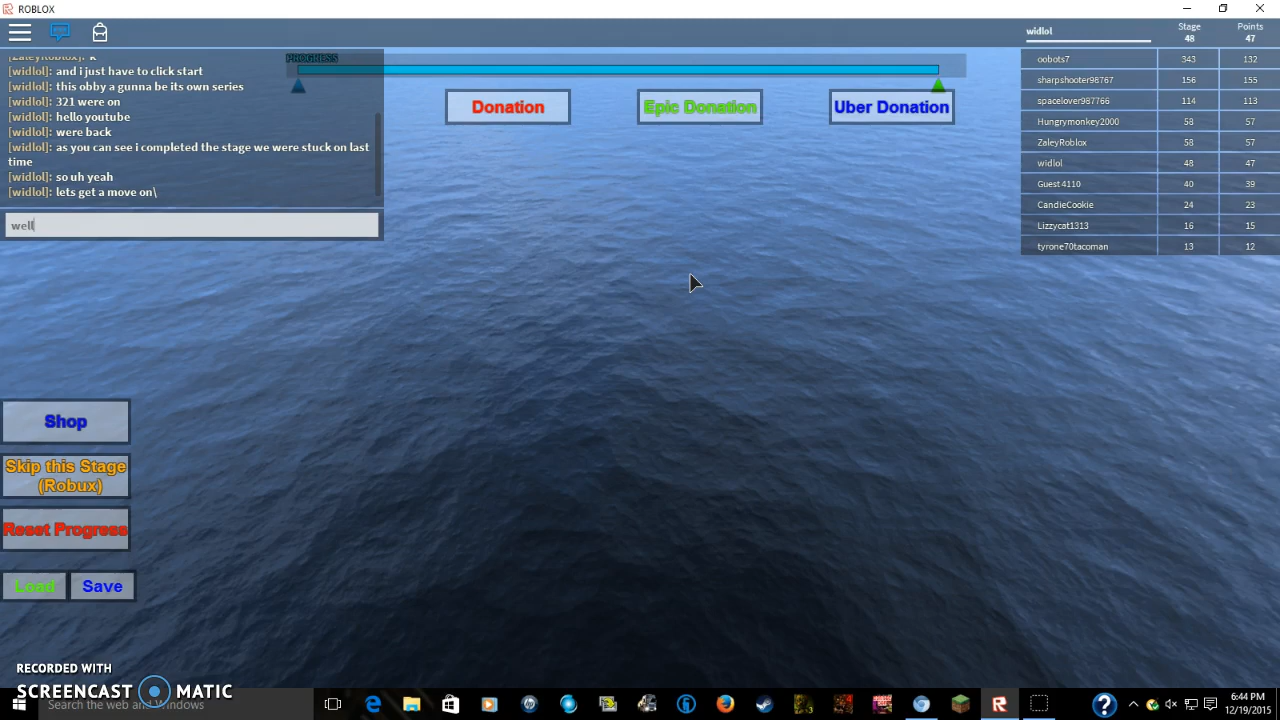 ROBLOX
[ZaleyRoblox]: k
[widlol]: and i just have to click start
[widlol]: this obby a gunna be its own series
[widlol]: 321 were on
[widlol]: hello youtube
[widlol]: were back
[widlol]: as you can see i completed the stage we were stuck on last
time
[widlol]: so uh yeah
[widlol]: lets get a move on\
well
PROGRESS
Donation
Epic Donation
Uber Donation
widlol Stage Points
48 47
oobots7 343 132
sharpshooter98767 156 155
spacelover987766 114 113
Hungrymonkey2000 58 57
ZaleyRoblox 58 57
widlol 48 47
Guest 4110 40 39
CandieCookie 24 23
Lizzycat1313 16 15
tyrone70tacoman 13 12
Shop
Skip this Stage
(Robux)
Reset Progress
Load
Save
RECORDED WITH
SCREENCAST MATIC
Search the web and Windows
6:44 PM
12/19/2015